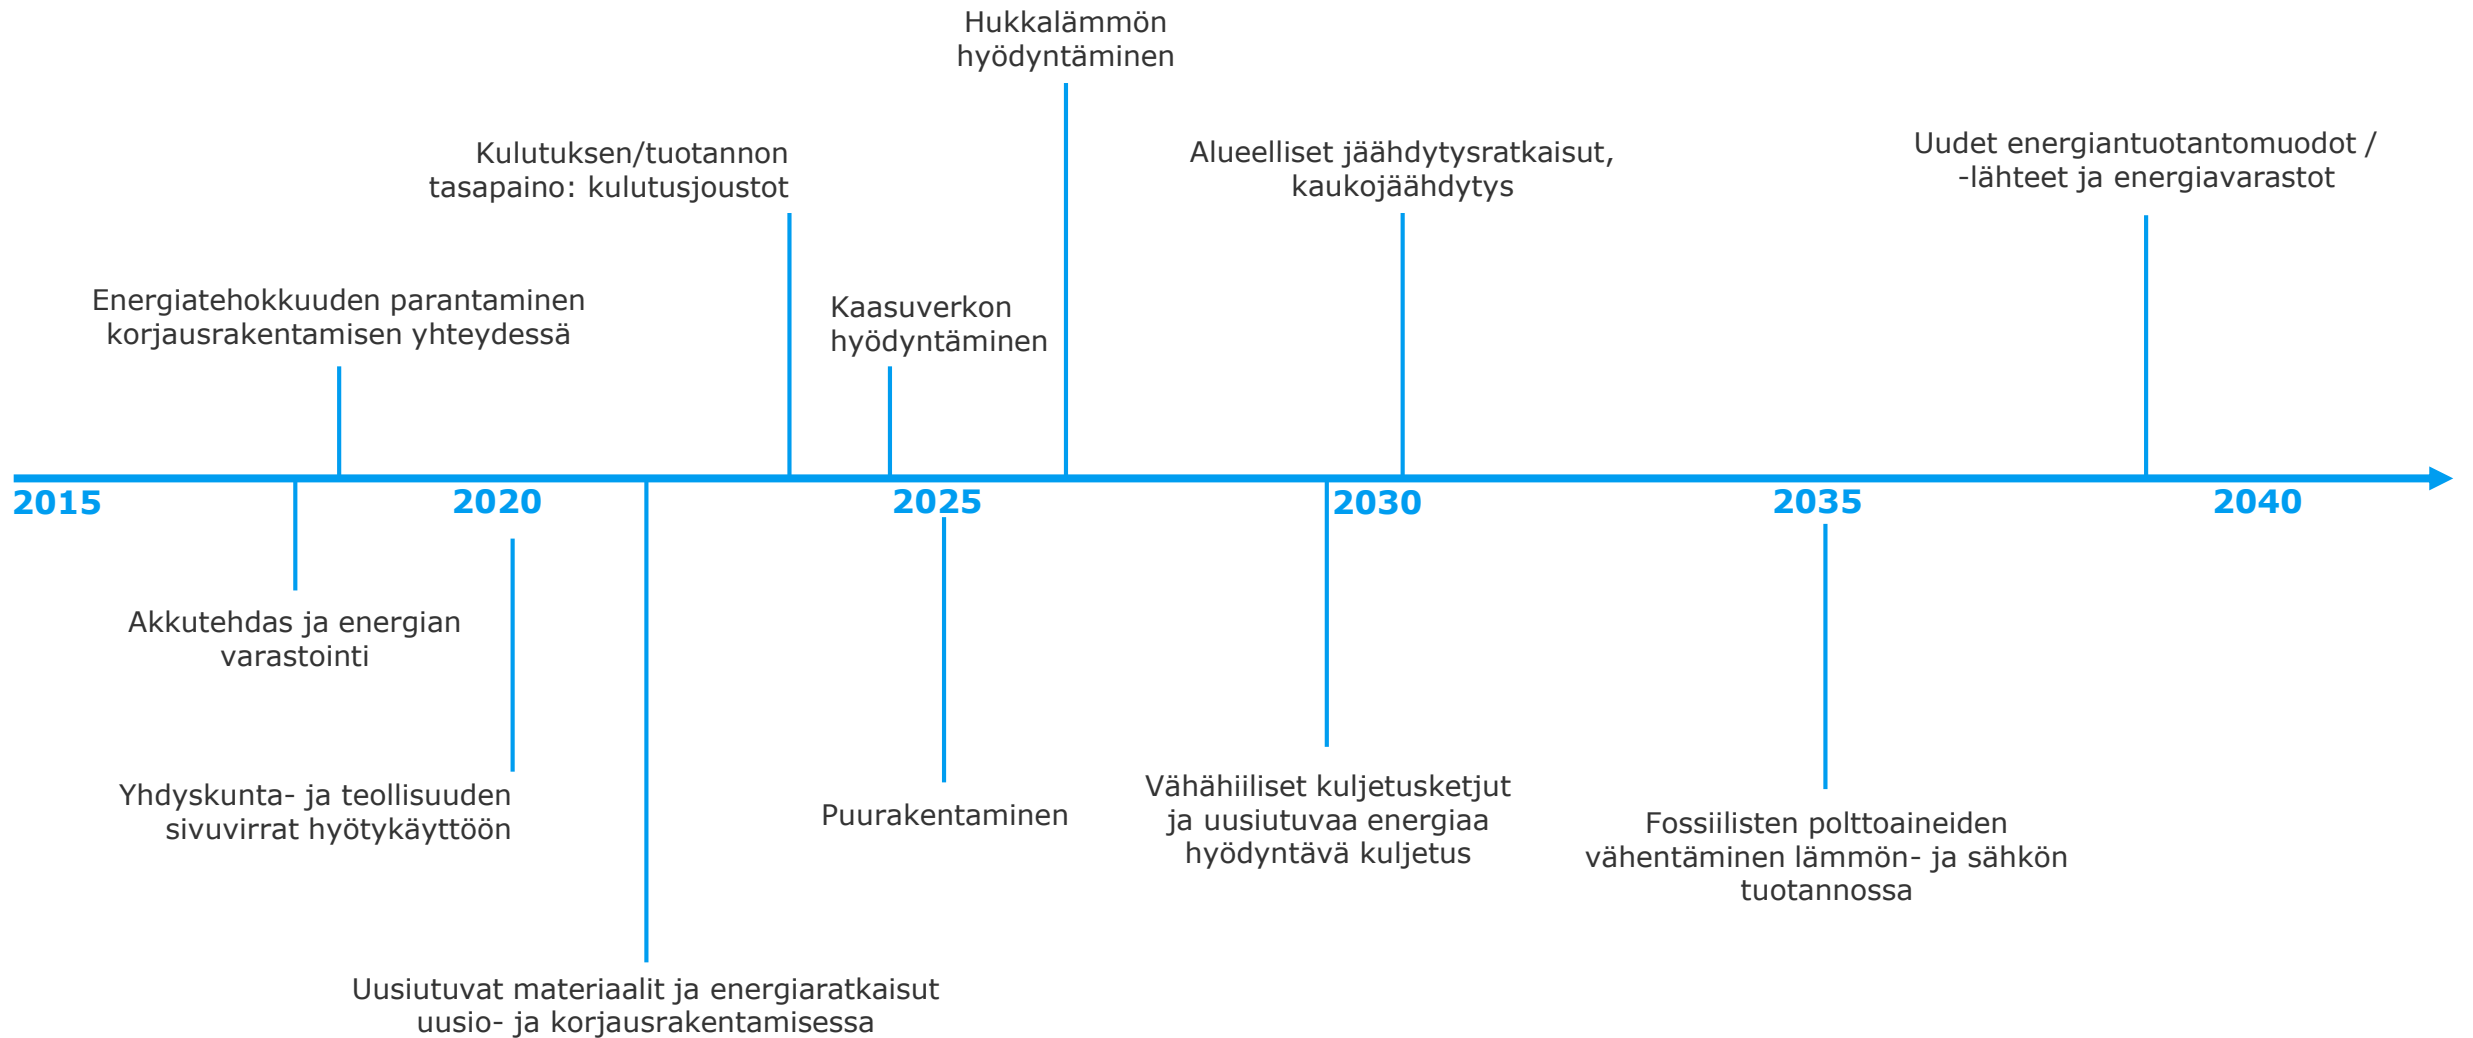 Hukkalämmön
hyödyntäminen
Kulutuksen/tuotannon
tasapaino: kulutusjoustot
Alueelliset jäähdytysratkaisut,
kaukojäähdytys
Uudet energiantuotantomuodot /
-lähteet ja energiavarastot
Energiatehokkuuden parantaminen
korjausrakentamisen yhteydessä
Kaasuverkon
hyödyntäminen
2015
2020
2025
2030
2035
2040
Akkutehdas ja energian
varastointi
Yhdyskunta- ja teollisuuden
sivuvirrat hyötykäyttöön
Puurakentaminen
Vähähiiliset kuljetusketjut
ja uusiutuvaa energiaa
hyödyntävä kuljetus
Fossiilisten polttoaineiden
vähentäminen lämmön- ja sähkön
tuotannossa
Uusiutuvat materiaalit ja energiaratkaisut
uusio- ja korjausrakentamisessa